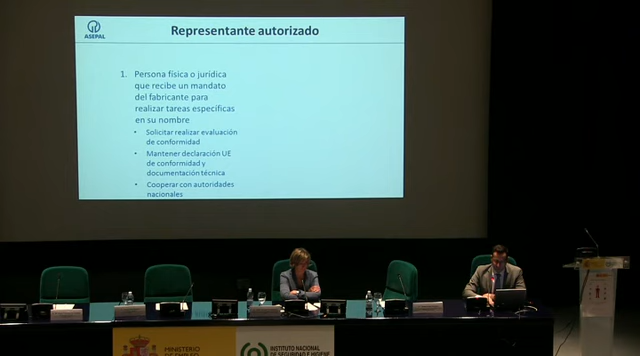 ASEPAL
Representante autorizado
1. Persona física o jurídica
que recibe un mandato
del fabricante para
realizar tareas específicas
en su nombre
• Solicitar realizar evaluación
de conformidad
• Mantener declaración UE
de conformidad y
documentación técnica
• Cooperar con autoridades
nacionales
MINISTERIO
DE EMPLEO
INSTITUTO NACIONAL
DE SEGURIDAD E HIGIENE